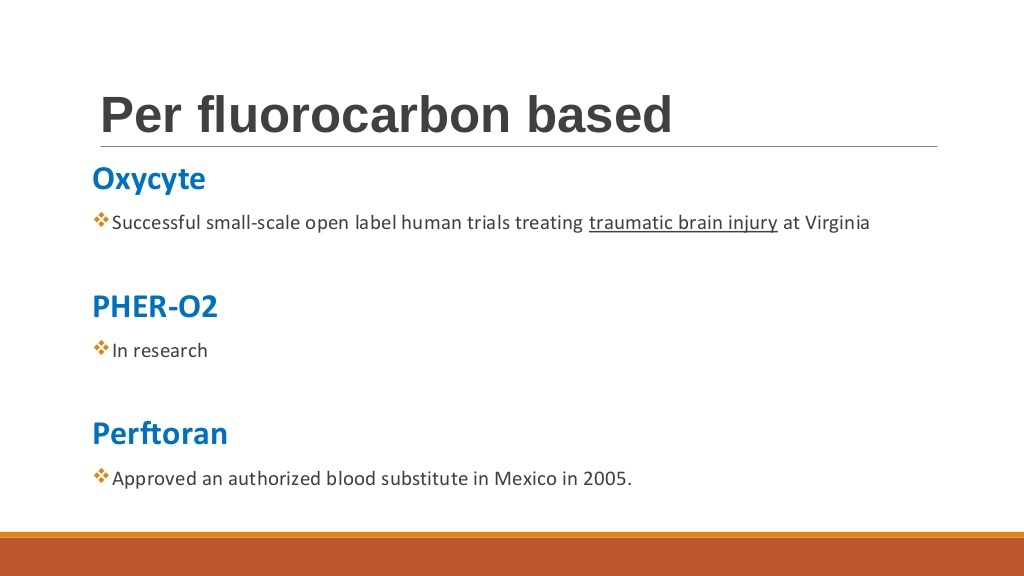 Per fluorocarbon based
Oxycyte
❖Successful small-scale open label human trials treating traumatic brain injury at Virginia
PHER-O2
❖In research
Perftoran
❖Approved an authorized blood substitute in Mexico in 2005.